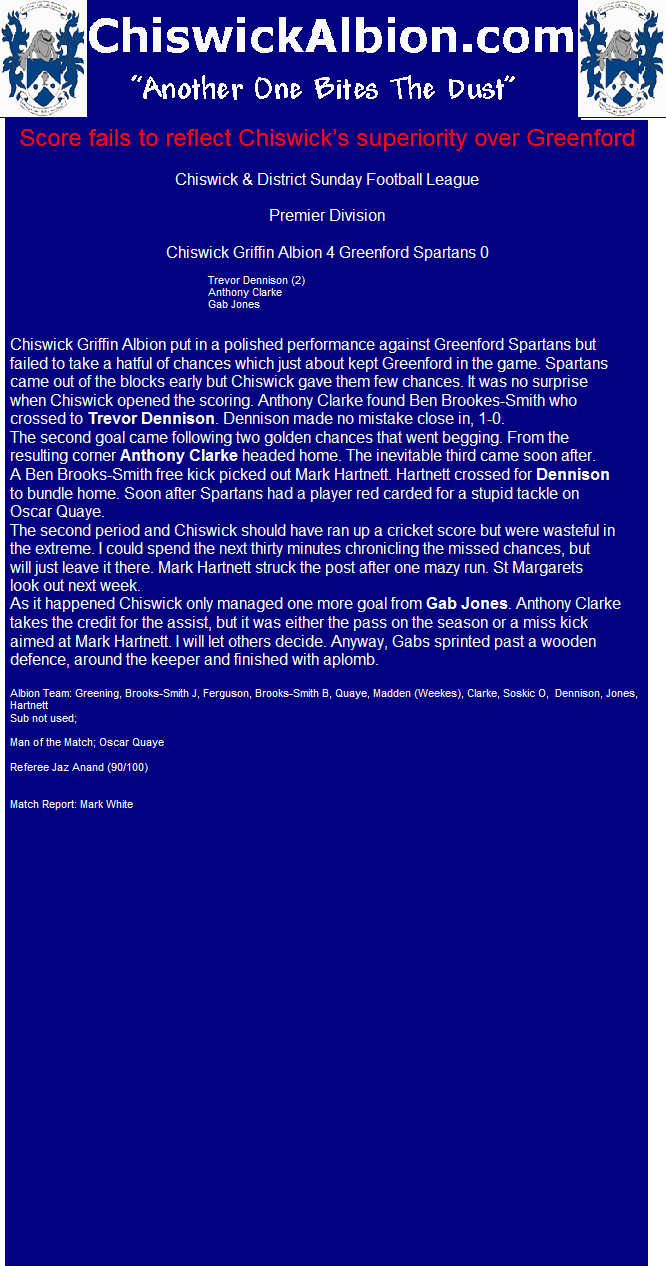 ChiswickAlbion.com
"Another One Bites The Dust"
Score fails to reflect Chiswick's superiority over Greenford
Chiswick & District Sunday Football League
Premier Division
Chiswick Griffin Albion 4 Greenford Spartans 0
Trevor Dennison (2)
Anthony Clarke
Gab Jones
Chiswick Griffin Albion put in a polished performance against Greenford Spartans but
failed to take a hatful of chances which just about kept Greenford in the game. Spartans
came out of the blocks early but Chiswick gave them few chances. It was no surprise
when Chiswick opened the scoring. Anthony Clarke found Ben Brookes-Smith who
crossed to Trevor Dennison. Dennison made no mistake close in, 1-0.
The second goal came following two golden chances that went begging. From the
resulting corner Anthony Clarke headed home. The inevitable third came soon after.
A Ben Brooks-Smith free kick picked out Mark Hartnett. Hartnett crossed for Dennison
to bundle home. Soon after Spartans had a player red carded for a stupid tackle on
Oscar Quaye.
The second period and Chiswick should have ran up a cricket score but were wasteful in
the extreme. I could spend the next thirty minutes chronicling the missed chances, but
will just leave it there. Mark Hartnett struck the post after one mazy run. St Margarets
look out next week.
As it happened Chiswick only managed one more goal from Gab Jones. Anthony Clarke
takes the credit for the assist, but it was either the pass on the season or a miss kick
aimed at Mark Hartnett. I will let others decide. Anyway, Gabs sprinted past a wooden
defence, around the keeper and finished with aplomb.
Albion Team: Greening, Brooks-Smith J, Ferguson, Brooks-Smith B, Quaye, Madden (Weekes), Clarke, Soskic O,  Dennison, Jones,
Hartnett
Sub not used;
Man of the Match; Oscar Quaye
Referee Jaz Anand (90/100)
Match Report: Mark White